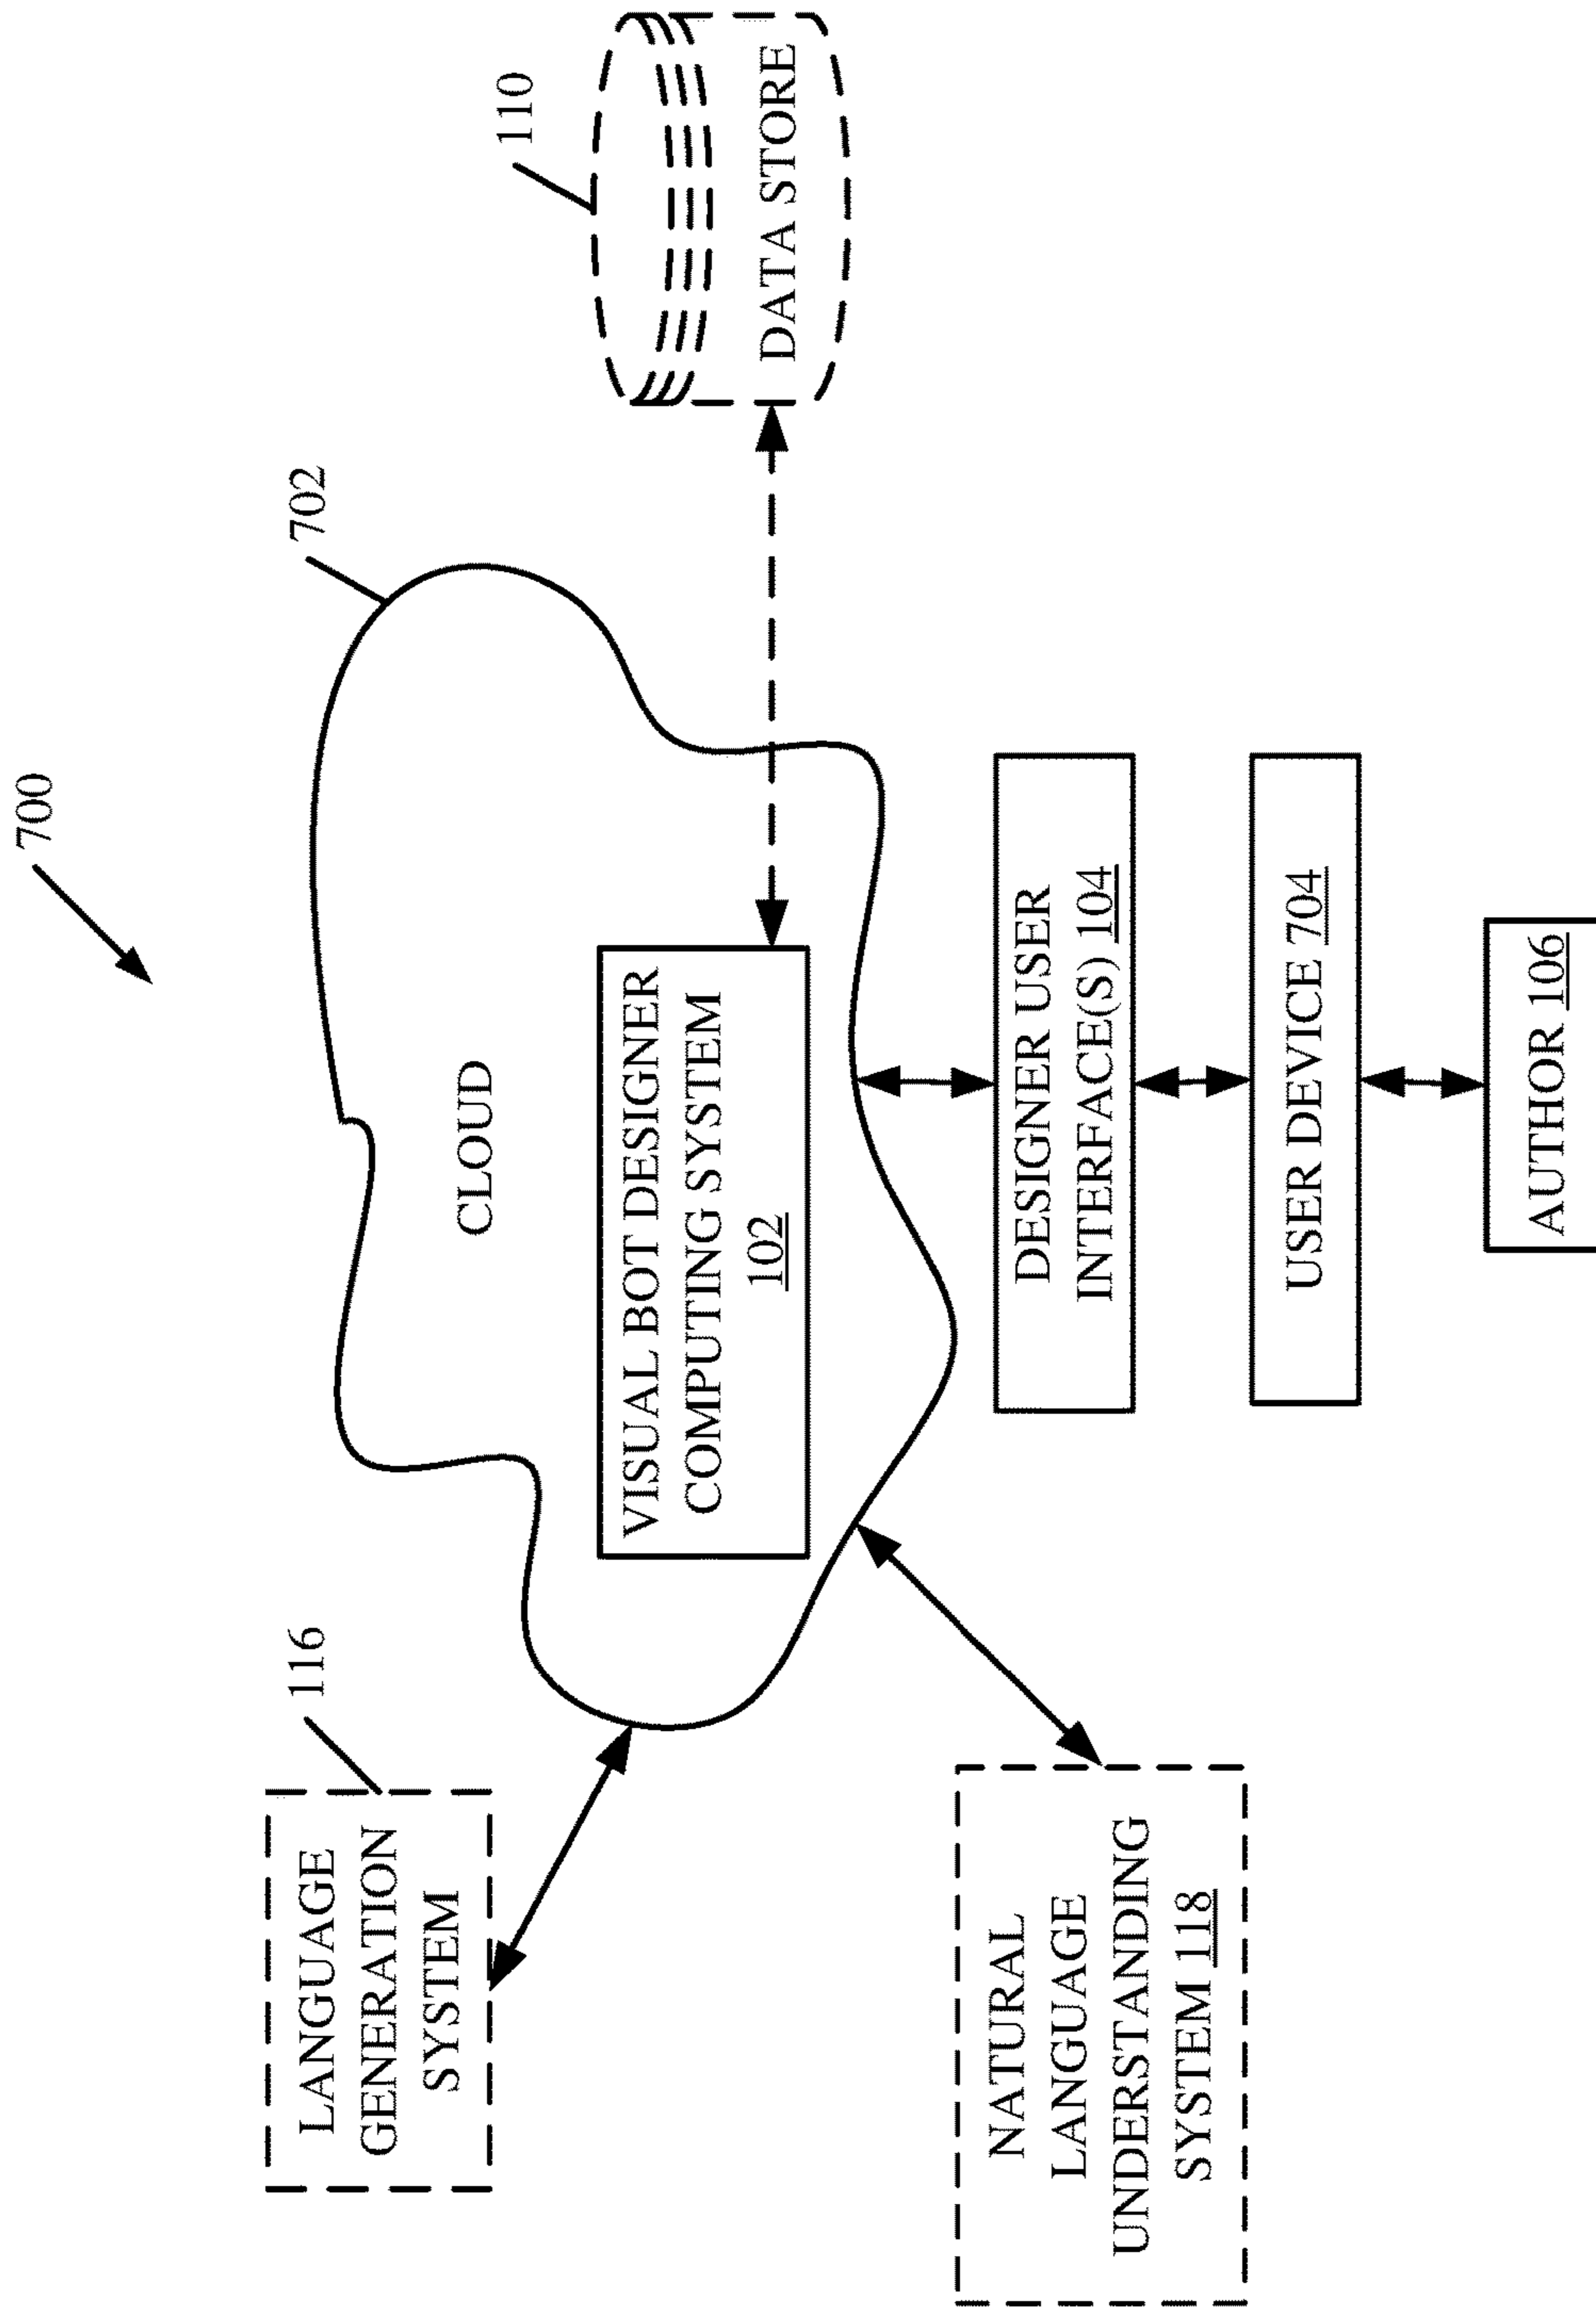 700
LANGUAGE
GENERATION
SYSTEM
116
702
CLOUD
110
DATA STORE
VISUAL BOT DESIGNER
COMPUTING SYSTEM
102
NATURAL
LANGUAGE
UNDERSTANDING
SYSTEM 118
DESIGNER USER
INTERFACE(S) 104
USER DEVICE 704
AUTHOR 106